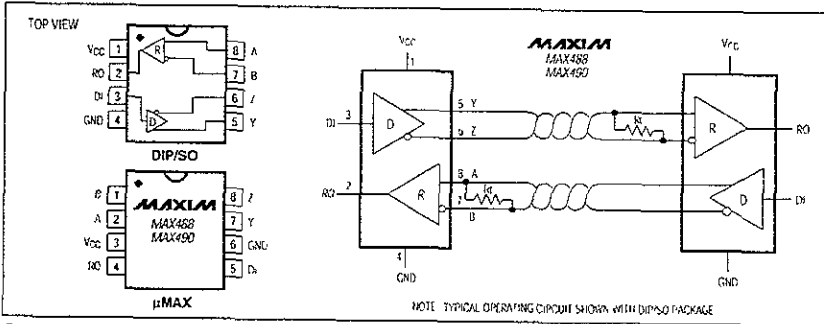 TOP VIEW
VCC 1
RO 2
DI 3
GND 4
8 A
7 B
6 Z
5 Y
R
D
DIP/SO
B 1
A 2
VCC 3
RO 4
8 Z
7 Y
6 GND
5 DI
MAXIM
MAX488
MAX490
µMAX
MAXIM
MAX488
MAX490
VCC
1
DI 3
D
5 Y
6 Z
RO 2
R
8 A
7 B
Rt
4
GND
VCC
Rt
R
RO
D
DI
GND
NOTE TYPICAL OPERATING CIRCUIT SHOWN WITH DIP/SO PACKAGE